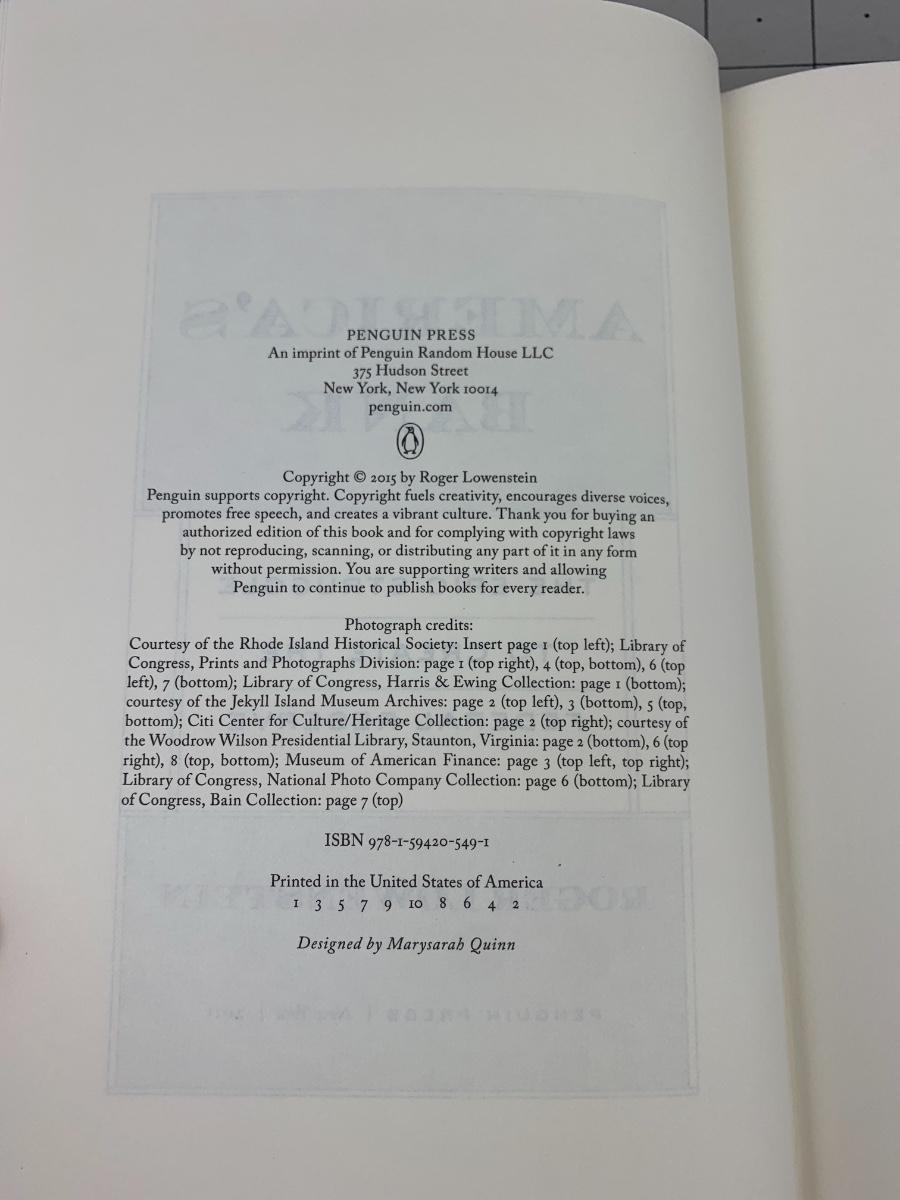 PENGUIN PRESS
An imprint of Penguin Random House LLC
375 Hudson Street
New York, New York 10014
penguin.com
Copyright © 2015 by Roger Lowenstein
Penguin supports copyright. Copyright fuels creativity, encourages diverse voices,
promotes free speech, and creates a vibrant culture. Thank you for buying an
authorized edition of this book and for complying with copyright laws
by not reproducing, scanning, or distributing any part of it in any form
without permission. You are supporting writers and allowing
Penguin to continue to publish books for every reader.
Photograph credits:
Courtesy of the Rhode Island Historical Society: Insert page 1 (top left); Library of
Congress, Prints and Photographs Division: page 1 (top right), 4 (top, bottom), 6 (top
left), 7 (bottom); Library of Congress, Harris & Ewing Collection: page 1 (bottom);
courtesy of the Jekyll Island Museum Archives: page 2 (top left), 3 (bottom), 5 (top,
bottom); Citi Center for Culture/Heritage Collection: page 2 (top right); courtesy of
the Woodrow Wilson Presidential Library, Staunton, Virginia: page 2 (bottom), 6 (top
right), 8 (top, bottom); Museum of American Finance: page 3 (top left, top right);
Library of Congress, National Photo Company Collection: page 6 (bottom); Library
of Congress, Bain Collection: page 7 (top)
ISBN 978-1-59420-549-1
Printed in the United States of America
1 3 5 7 9 10 8 6 4 2
Designed by Marysarah Quinn
AMERICA'S
BANK